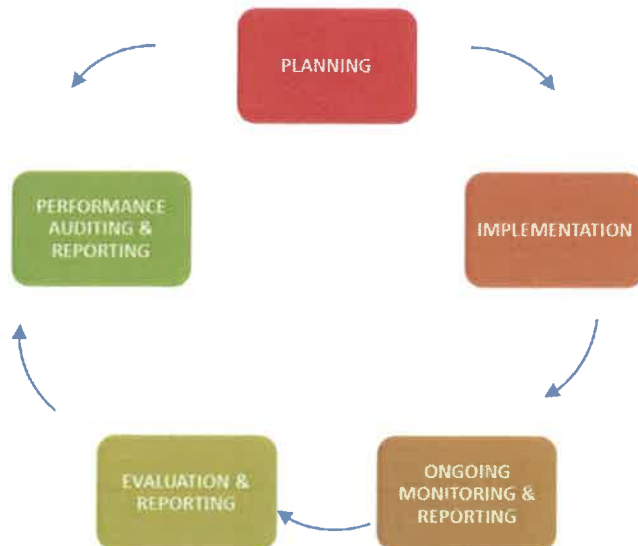 PLANNING
IMPLEMENTATION
ONGOING
MONITORING &
REPORTING
EVALUATION &
REPORTING
PERFORMANCE
AUDITING &
REPORTING